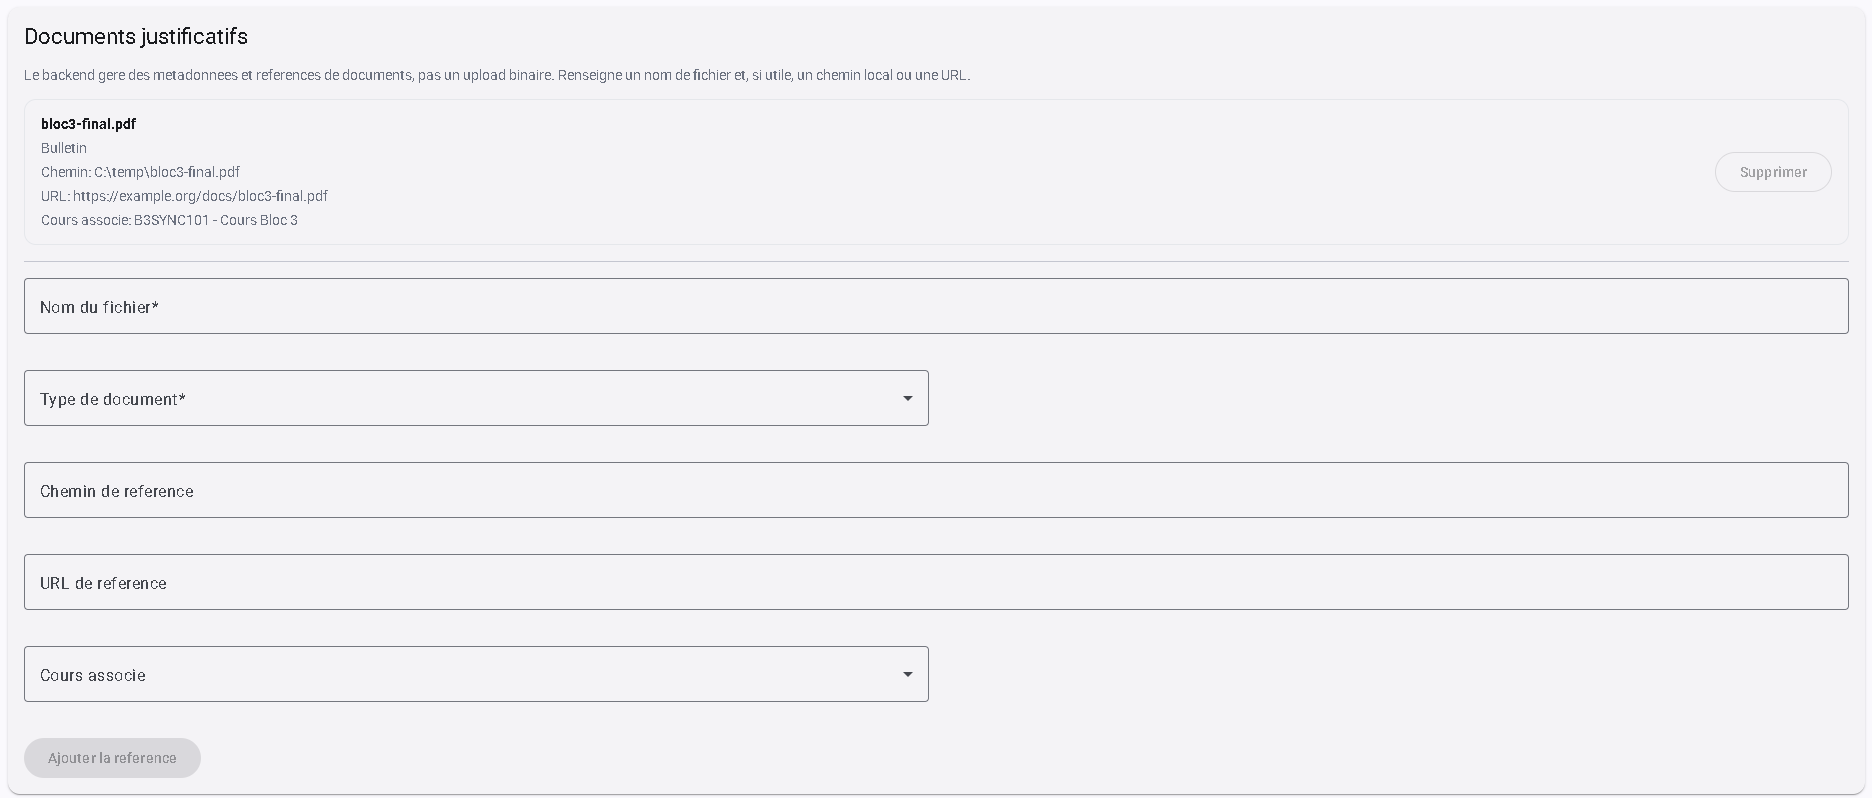 Documents justificatifs
Le backend gere des metadonnees et references de documents, pas un upload binaire. Renseigne un nom de fichier et, si utile, un chemin local ou une URL.
bloc3-final.pdf
Bulletin
Chemin: C:\temp\bloc3-final.pdf
URL: https://example.org/docs/bloc3-final.pdf
Cours associe: B3SYNC101 - Cours Bloc 3
Supprimer
Nom du fichier*
Type de document*
Chemin de reference
URL de reference
Cours associe
Ajouter la reference